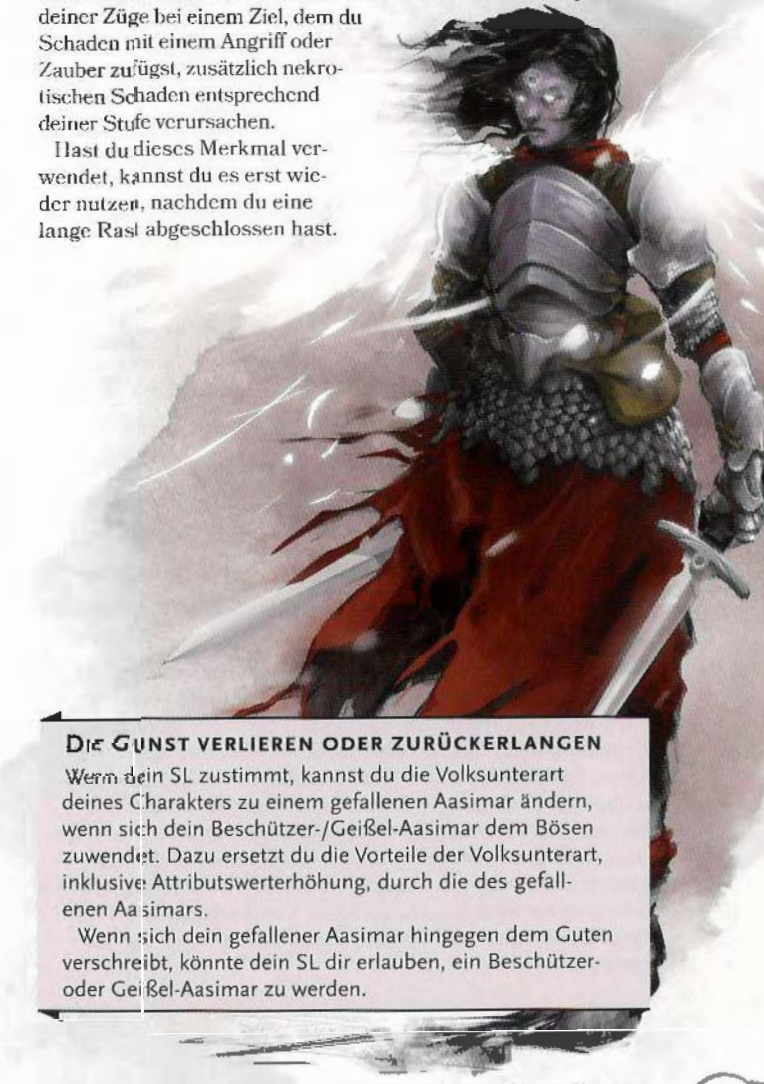 deiner Züge bei einem Ziel, dem du
Schaden mit einem Angriff oder
Zauber zufügst, zusätzlich nekro-
tischen Schaden entsprechend
deiner Stufe verursachen.
Hast du dieses Merkmal ver-
wendet, kannst du es erst wie-
der nutzen, nachdem du eine
lange Rast abgeschlossen hast.
DIE GUNST VERLIEREN ODER ZURÜCKERLANGEN
Wenn dein SL zustimmt, kannst du die Volksunterart
deines Charakters zu einem gefallenen Aasimar ändern,
wenn sich dein Beschützer-/Geißel-Aasimar dem Bösen
zuwendet. Dazu ersetzt du die Vorteile der Volksunterart,
inklusive Attributswerterhöhung, durch die des gefall-
enen Aasimars.
Wenn sich dein gefallener Aasimar hingegen dem Guten
verschreibt, könnte dein SL dir erlauben, ein Beschützer-
oder Geißel-Aasimar zu werden.